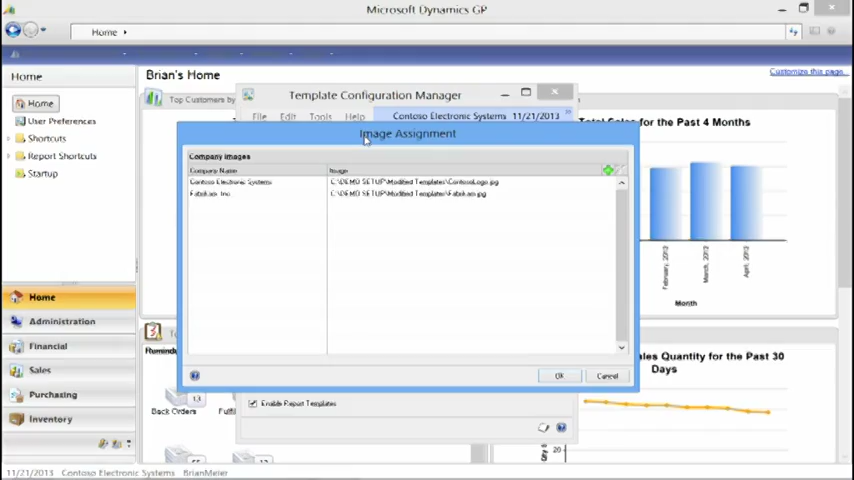 Microsoft Dynamics GP
Home
Home
Home
User Preferences
Shortcuts
Report Shortcuts
Startup
Home
Administration
Financial
Sales
Purchasing
Inventory
11/21/2013 Contoso Electronic Systems BrianMeier
Brian's Home
Customize this page.
Top Customers by
Total Sales for the Past 4 Months
February, 2013
March, 2013
April, 2013
Month
Sales Quantity for the Past 30 Days
20
Back Orders
13
Template Configuration Manager
File Edit Tools Help Contoso Electronic Systems 11/21/2013
Image Assignment
Company Images
Company Name Image
Contoso Electronic Systems C:\DEMO SETUP\Modified Templates\ContosoLogo.jpg
Fabrikam, Inc. C:\DEMO SETUP\Modified Templates\Fabrikam.jpg
OK Cancel
Enable Report Templates